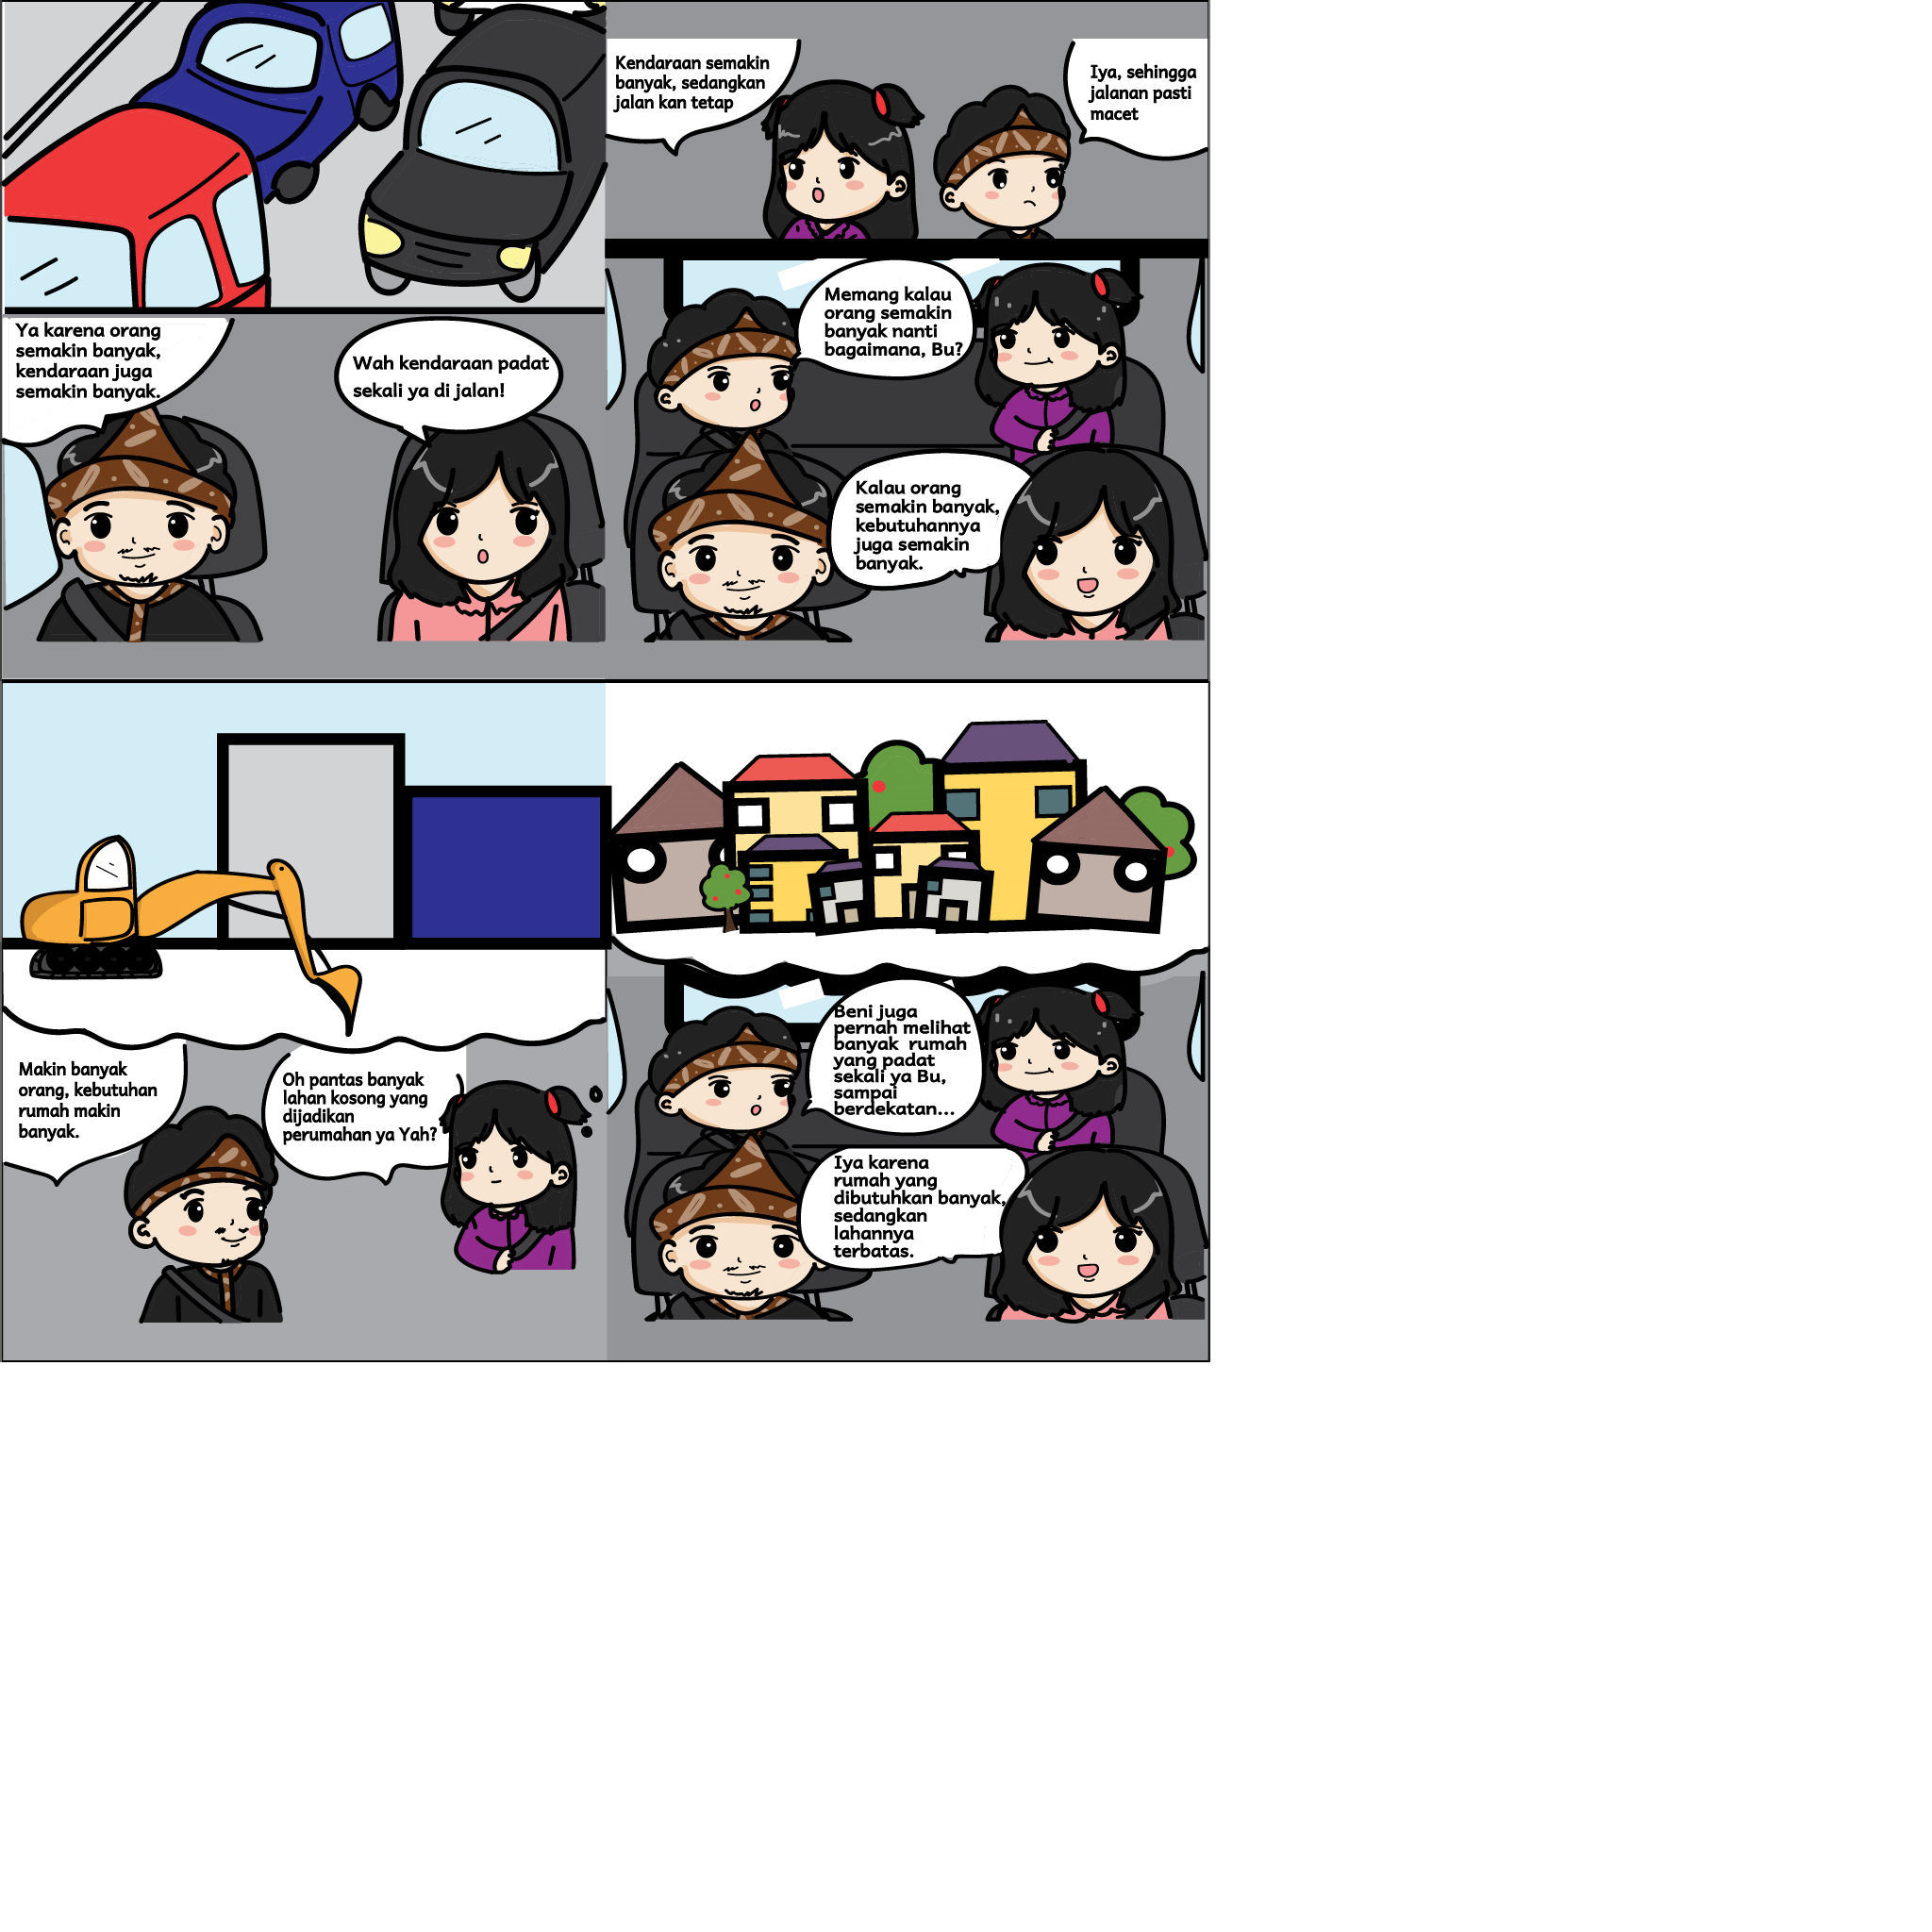 Ya karena orang
semakin banyak,
kendaraan juga
semakin banyak.
Wah kendaraan padat
sekali ya di jalan!
Kendaraan semakin
banyak, sedangkan
jalan kan tetap
Iya, sehingga
jalanan pasti
macet
Memang kalau
orang semakin
banyak nanti
bagaimana, Bu?
Kalau orang
semakin banyak,
kebutuhannya
juga semakin
banyak.
Makin banyak
orang, kebutuhan
rumah makin
banyak.
Oh pantas banyak
lahan kosong yang
dijadikan
perumahan ya Yah?
Beni juga
pernah melihat
banyak  rumah
yang padat
sekali ya Bu,
sampai
berdekatan...
Iya karena
rumah yang
dibutuhkan banyak,
sedangkan
lahannya
terbatas.